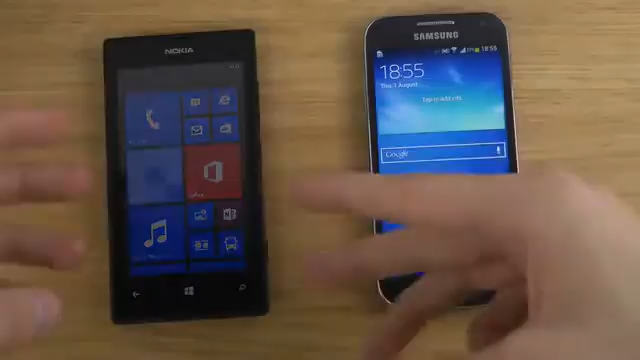 NOKIA
SAMSUNG
18:55
18:55
Thu, 1 August
Tap to add city
Google